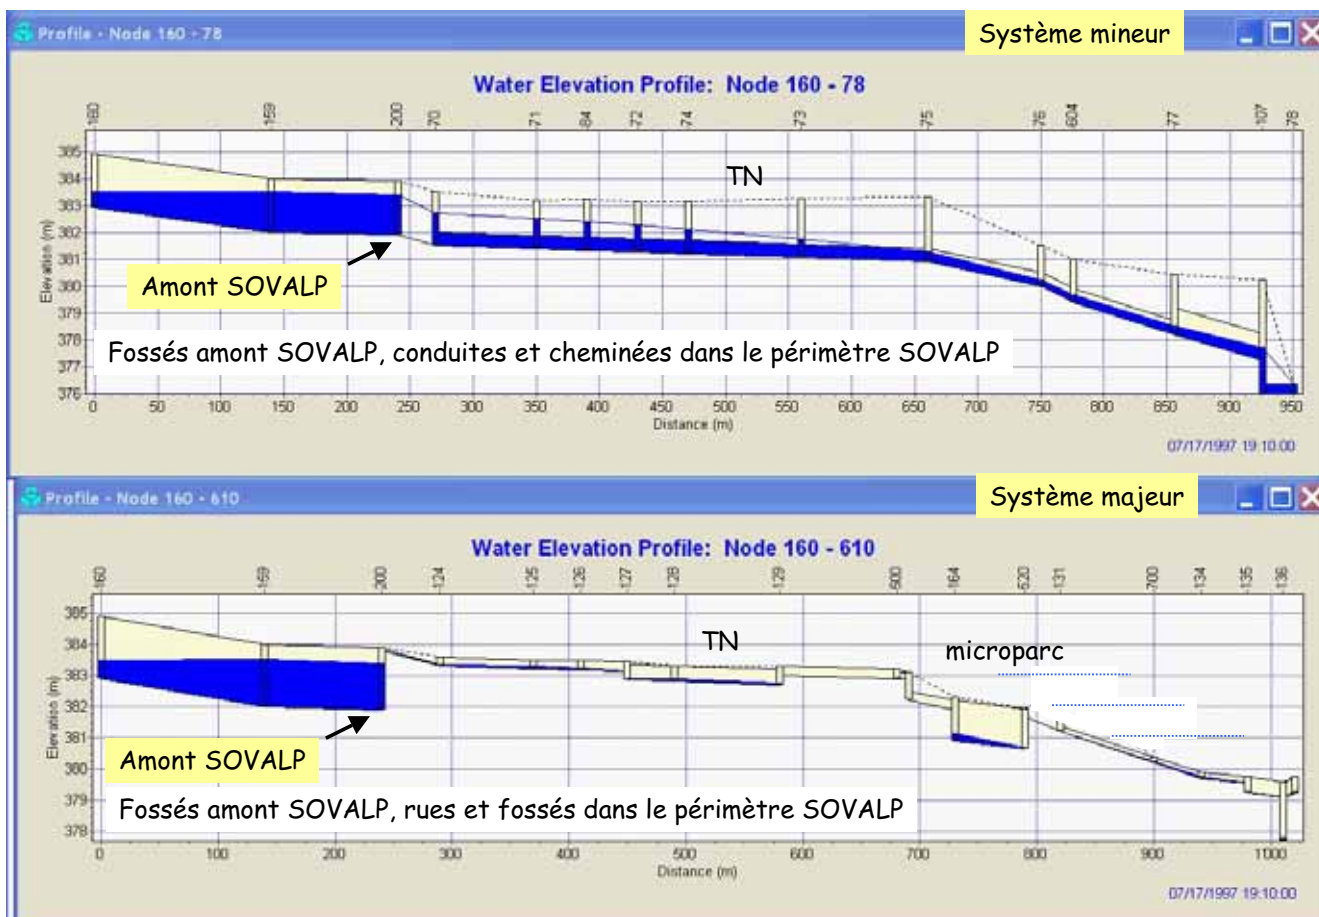 Profile - Node 160 - 78
Système mineur
Water Elevation Profile: Node 160 - 78
160 159 200 70 71 84 72 74 73 75 76 604 77 107 78
385
384
383
382
381
380
379
378
377
376
Elevation (m)
TN
Amont SOVALP
Fossés amont SOVALP, conduites et cheminées dans le périmètre SOVALP
0 50 100 150 200 250 300 350 400 450 500 550 600 650 700 750 800 850 900 950
Distance (m)
07/17/1997 19:10:00
Profile - Node 160 - 610
Système majeur
Water Elevation Profile: Node 160 - 610
160 159 200 124 125 126 127 128 129 600 164 520 131 700 134 135 136
385
384
383
382
381
380
379
378
Elevation (m)
TN
microparc
Amont SOVALP
Fossés amont SOVALP, rues et fossés dans le périmètre SOVALP
0 100 200 300 400 500 600 700 800 900 1000
Distance (m)
07/17/1997 19:10:00